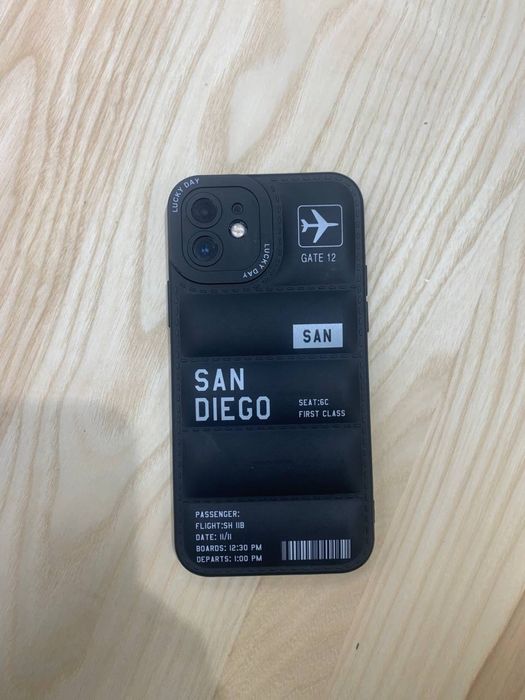 LUCKY DAY
LUCKY DAY
GATE 12
SAN
SAN
DIEGO
SEAT:6C
FIRST CLASS
PASSENGER:
FLIGHT:SH 11B
DATE: 11/11
BOARDS: 12:30 PM
DEPARTS: 1:00 PM